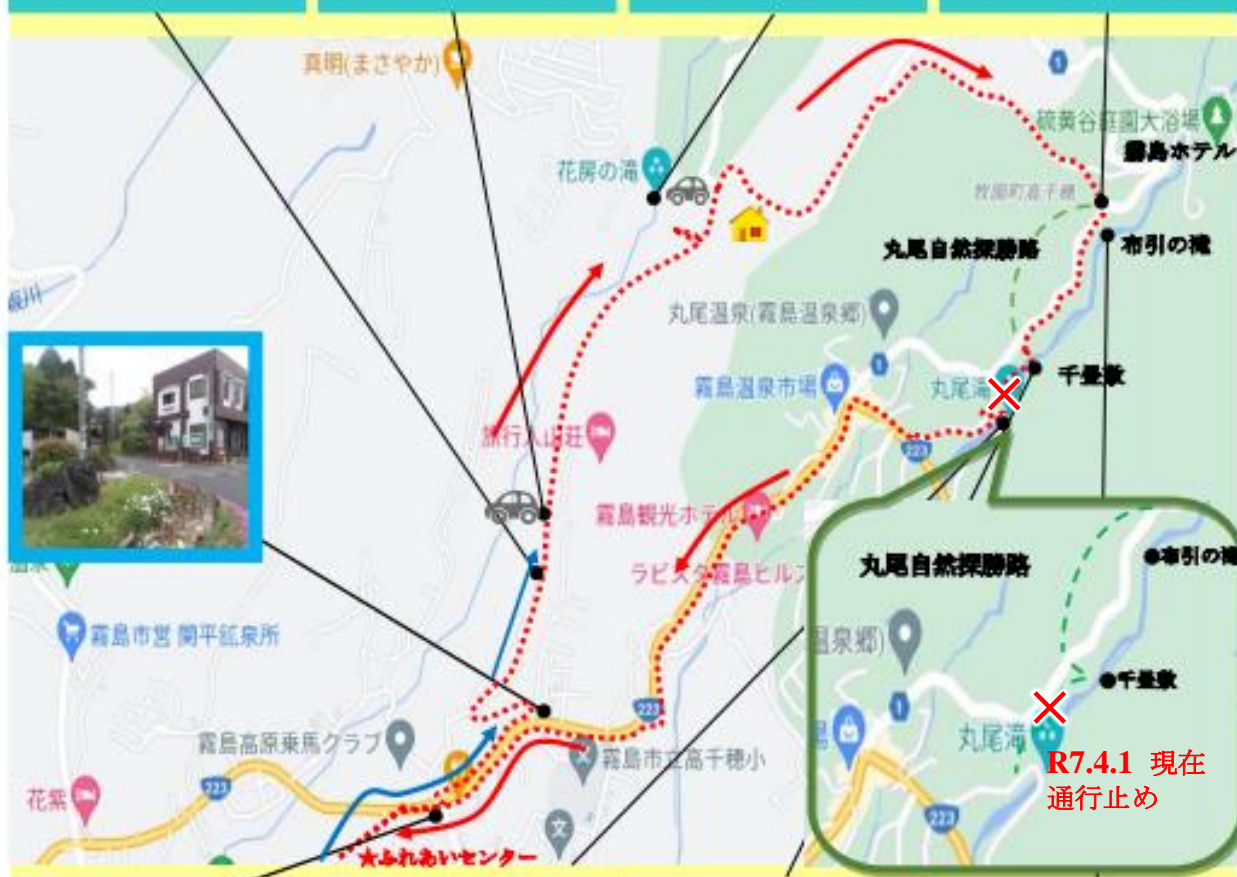 真明(まさやか)
1
硫黄谷庭園大浴場
霧島ホテル
花房の滝
牧園町高千穂
丸尾自然探勝路
布引の滝
丸尾温泉(霧島温泉郷)
1
千畳敷
霧島温泉市場
丸尾滝
旅行人山荘
223
霧島観光ホテル
ラビスタ霧島ヒルズ
丸尾自然探勝路
●布引の滝
霧島市営 関平鉱泉所
温泉郷)
●千畳敷
1
223
霧島高原乗馬クラブ
霧島市立高千穂小
場
丸尾滝
R7.4.1 現在
通行止め
223
花紫
文
223
★ふれあいセンター